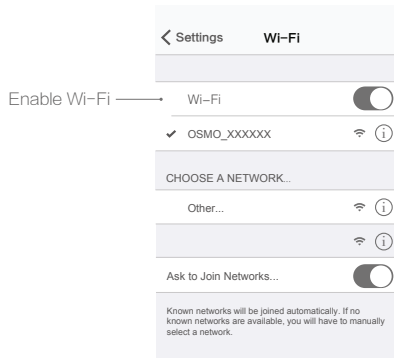 Settings Wi-Fi
Enable Wi-Fi
Wi-Fi
OSMO_XXXXXX
CHOOSE A NETWORK...
Other...
Ask to Join Networks...
Known networks will be joined automatically. If no
known networks are available, you will have to manually
select a network.